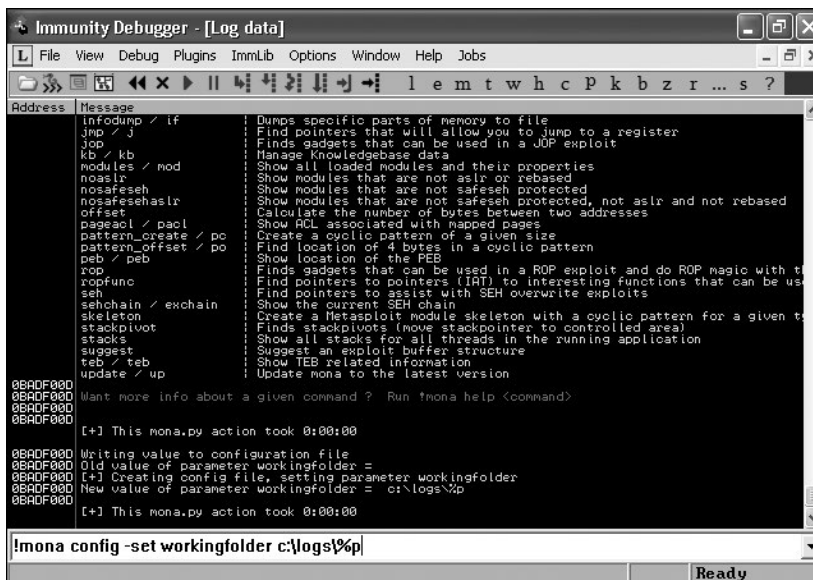 Immunity Debugger - [Log data]
L File View Debug Plugins ImmLib Options Window Help Jobs
l e m t w h c P k b z r ... s ?
Address Message
infodump / if | Dumps specific parts of memory to file
jmp / j | Find pointers that will allow you to jump to a register
jop | Finds gadgets that can be used in a JOP exploit
kb / kb | Manage Knowledgebase data
modules / mod | Show all loaded modules and their properties
noaslr | Show modules that are not aslr or rebased
nosafeseh | Show modules that are not safeseh protected
nosafesehaslr | Show modules that are not safeseh protected, not aslr and not rebased
offset | Calculate the number of bytes between two addresses
pageacl / pacl | Show ACL associated with mapped pages
pattern_create / pc | Create a cyclic pattern of a given size
pattern_offset / po | Find location of 4 bytes in a cyclic pattern
peb / peb | Show location of the PEB
rop | Finds gadgets that can be used in a ROP exploit and do ROP magic with
ropfunc | Find pointers to pointers (IAT) to interesting functions that can be
seh | Find pointers to assist with SEH overwrite exploits
sehchain / exchain | Show the current SEH chain
skeleton | Create a Metasploit module skeleton with a cyclic pattern for a given
stackpivot | Finds stackpivots (move stackpointer to controlled area)
stacks | Show all stacks for all threads in the running application
suggest | Suggest an exploit buffer structure
teb / teb | Show TEB related information
update / up | Update mona to the latest version
0BADF00D
0BADF00D Want more info about a given command ? Run !mona help <command>
0BADF00D
0BADF00D
[+] This mona.py action took 0:00:00
0BADF00D Writing value to configuration file
0BADF00D Old value of parameter workingfolder =
0BADF00D [+] Creating config file, setting parameter workingfolder
0BADF00D New value of parameter workingfolder = c:\logs\%p
0BADF00D
[+] This mona.py action took 0:00:00
!mona config -set workingfolder c:\logs\%p
Ready